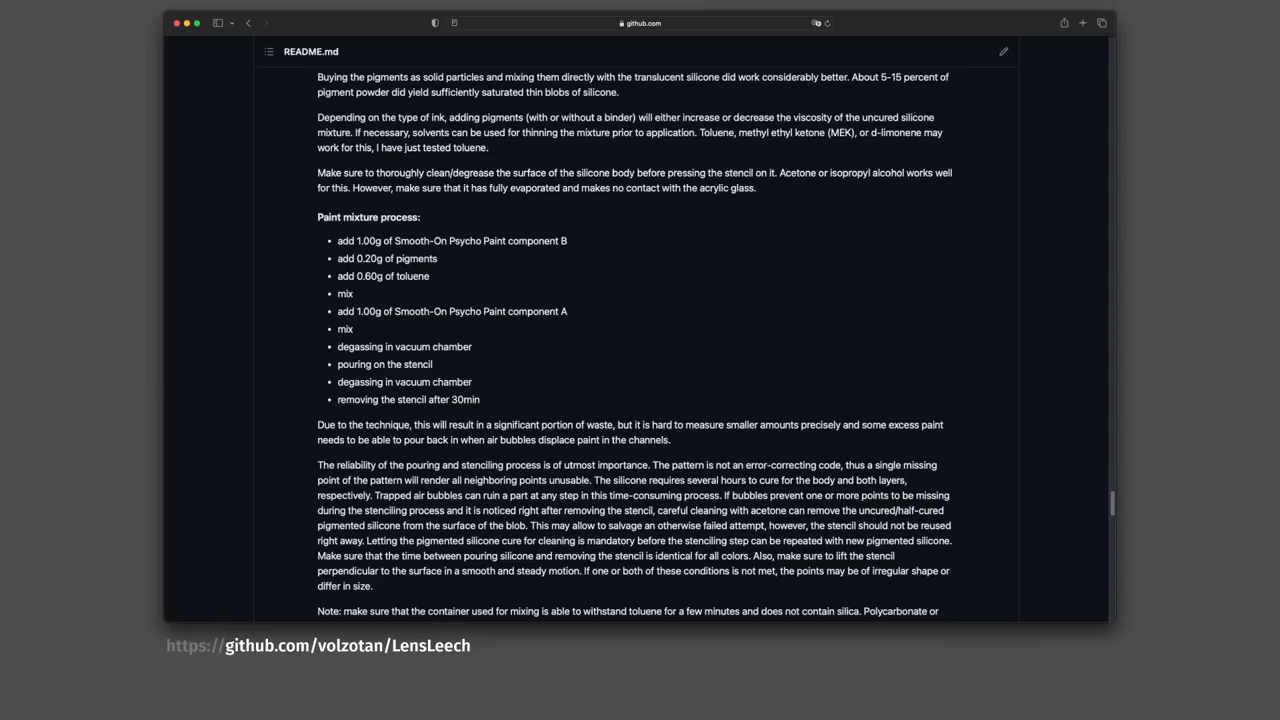 github.com
README.md
Buying the pigments as solid particles and mixing them directly with the translucent silicone did work considerably better. About 5-15 percent of
pigment powder did yield sufficiently saturated thin blobs of silicone.
Depending on the type of ink, adding pigments (with or without a binder) will either increase or decrease the viscosity of the uncured silicone
mixture. If necessary, solvents can be used for thinning the mixture prior to application. Toluene, methyl ethyl ketone (MEK), or d-limonene may
work for this, I have just tested toluene.
Make sure to thoroughly clean/degrease the surface of the silicone body before pressing the stencil on it. Acetone or isopropyl alcohol works well
for this. However, make sure that it has fully evaporated and makes no contact with the acrylic glass.
Paint mixture process:
• add 1.00g of Smooth-On Psycho Paint component B
• add 0.20g of pigments
• add 0.60g of toluene
• mix
• add 1.00g of Smooth-On Psycho Paint component A
• mix
• degassing in vacuum chamber
• pouring on the stencil
• degassing in vacuum chamber
• removing the stencil after 30min
Due to the technique, this will result in a significant portion of waste, but it is hard to measure smaller amounts precisely and some excess paint
needs to be able to pour back in when air bubbles displace paint in the channels.
The reliability of the pouring and stenciling process is of utmost importance. The pattern is not an error-correcting code, thus a single missing
point of the pattern will render all neighboring points unusable. The silicone requires several hours to cure for the body and both layers,
respectively. Trapped air bubbles can ruin a part at any step in this time-consuming process. If bubbles prevent one or more points to be missing
during the stenciling process and it is noticed right after removing the stencil, careful cleaning with acetone can remove the uncured/half-cured
pigmented silicone from the surface of the blob. This may allow to salvage an otherwise failed attempt, however, the stencil should not be reused
right away. Letting the pigmented silicone cure for cleaning is mandatory before the stenciling step can be repeated with new pigmented silicone.
Make sure that the time between pouring silicone and removing the stencil is identical for all colors. Also, make sure to lift the stencil
perpendicular to the surface in a smooth and steady motion. If one or both of these conditions is not met, the points may be of irregular shape or
differ in size.
Note: make sure that the container used for mixing is able to withstand toluene for a few minutes and does not contain silica. Polycarbonate or
https://github.com/volzotan/LensLeech